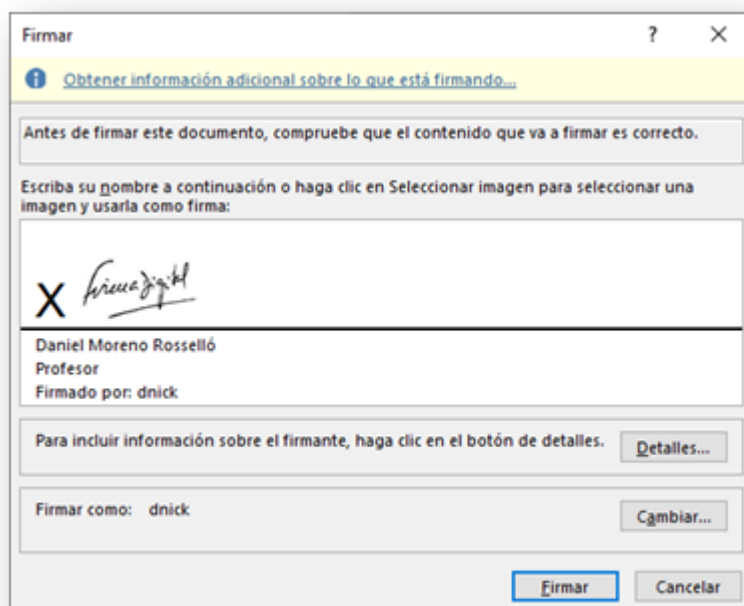 Firmar ? X
Obtener información adicional sobre lo que está firmando...
Antes de firmar este documento, compruebe que el contenido que va a firmar es correcto.
Escriba su nombre a continuación o haga clic en Seleccionar imagen para seleccionar una
imagen y usarla como firma:
X Firma digital
Daniel Moreno Rosselló
Profesor
Firmado por: dnick
Para incluir información sobre el firmante, haga clic en el botón de detalles. Detalles...
Firmar como: dnick Cambiar...
Firmar Cancelar